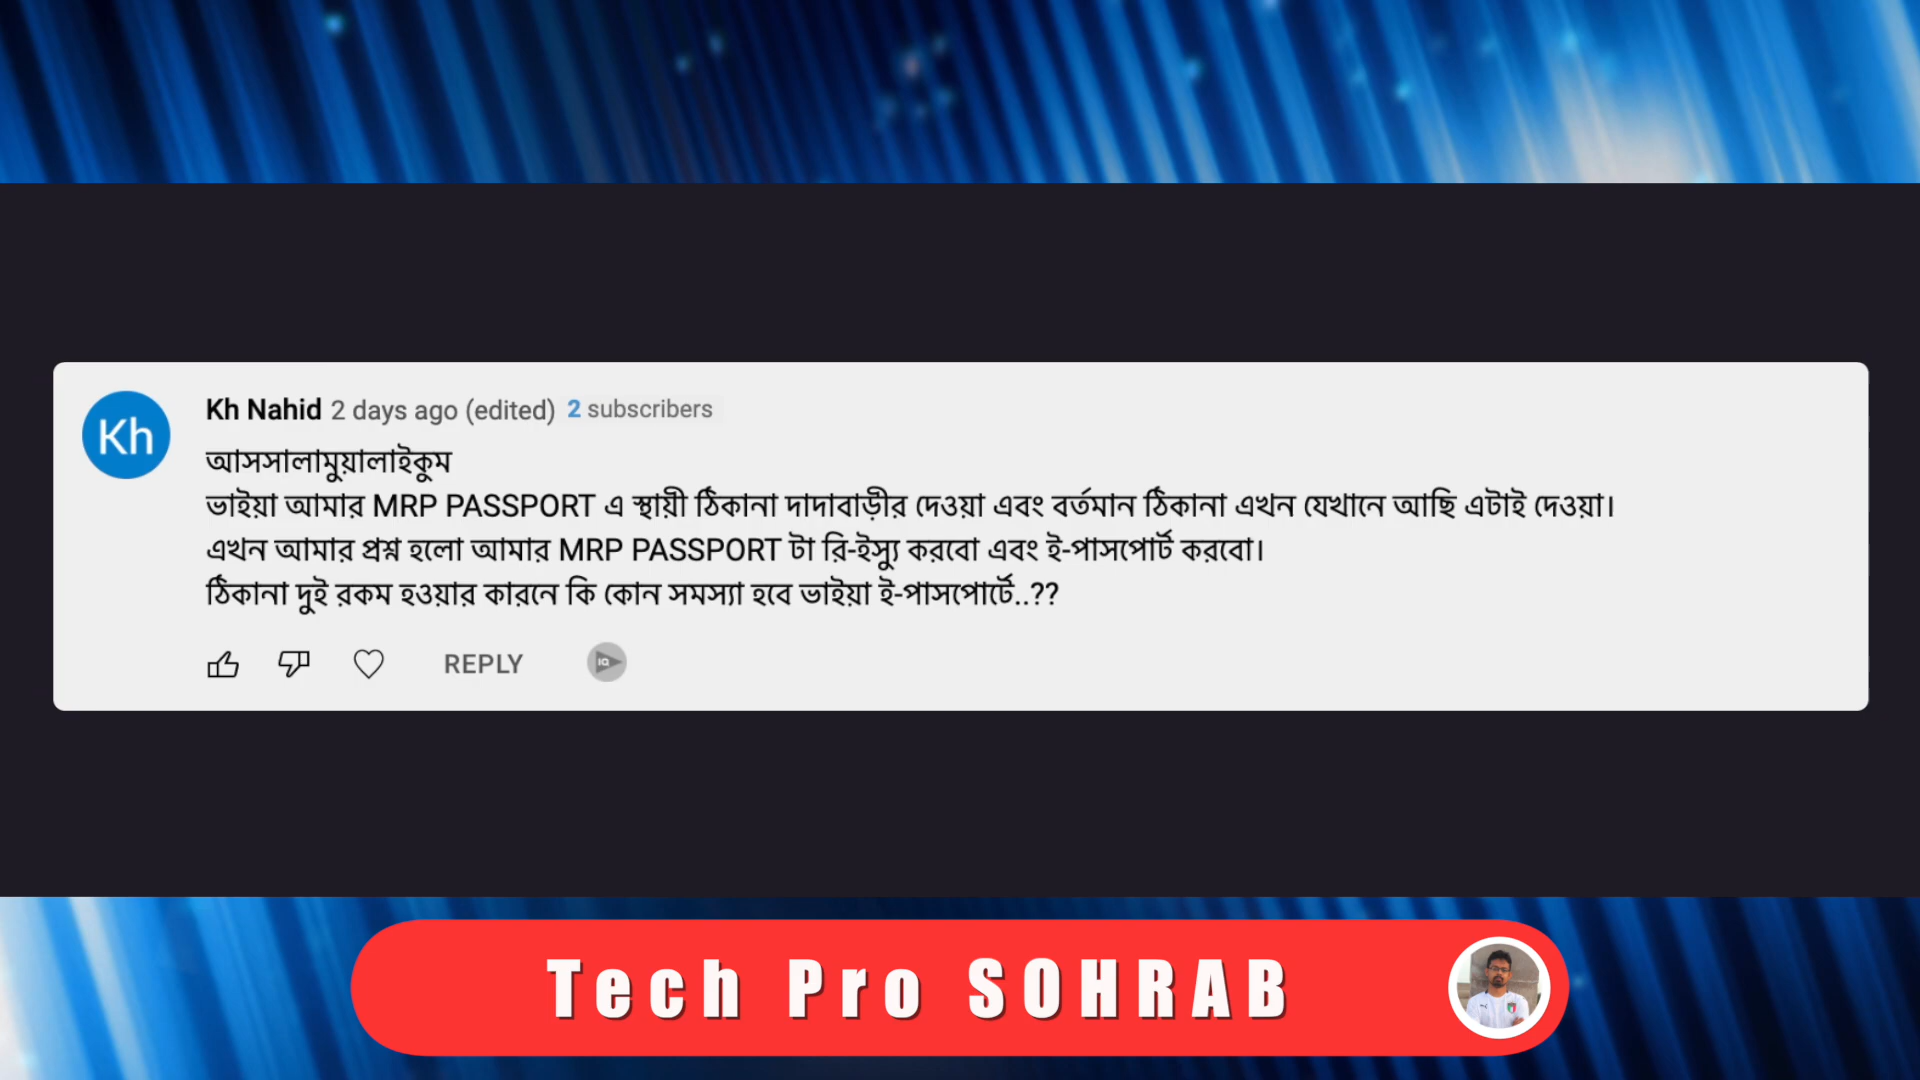 Kh
Kh Nahid 2 days ago (edited) 2 subscribers
আসসালামুয়ালাইকুম
ভাইয়া আমার MRP PASSPORT এ স্থায়ী ঠিকানা দাদাবাড়ীর দেওয়া এবং বর্তমান ঠিকানা এখন যেখানে আছি এটাই দেওয়া।
এখন আমার প্রশ্ন হলো আমার MRP PASSPORT টা রি-ইস্যু করবো এবং ই-পাসপোর্ট করবো।
ঠিকানা দুই রকম হওয়ার কারনে কি কোন সমস্যা হবে ভাইয়া ই-পাসপোর্টে..??
REPLY
IQ
Tech Pro SOHRAB